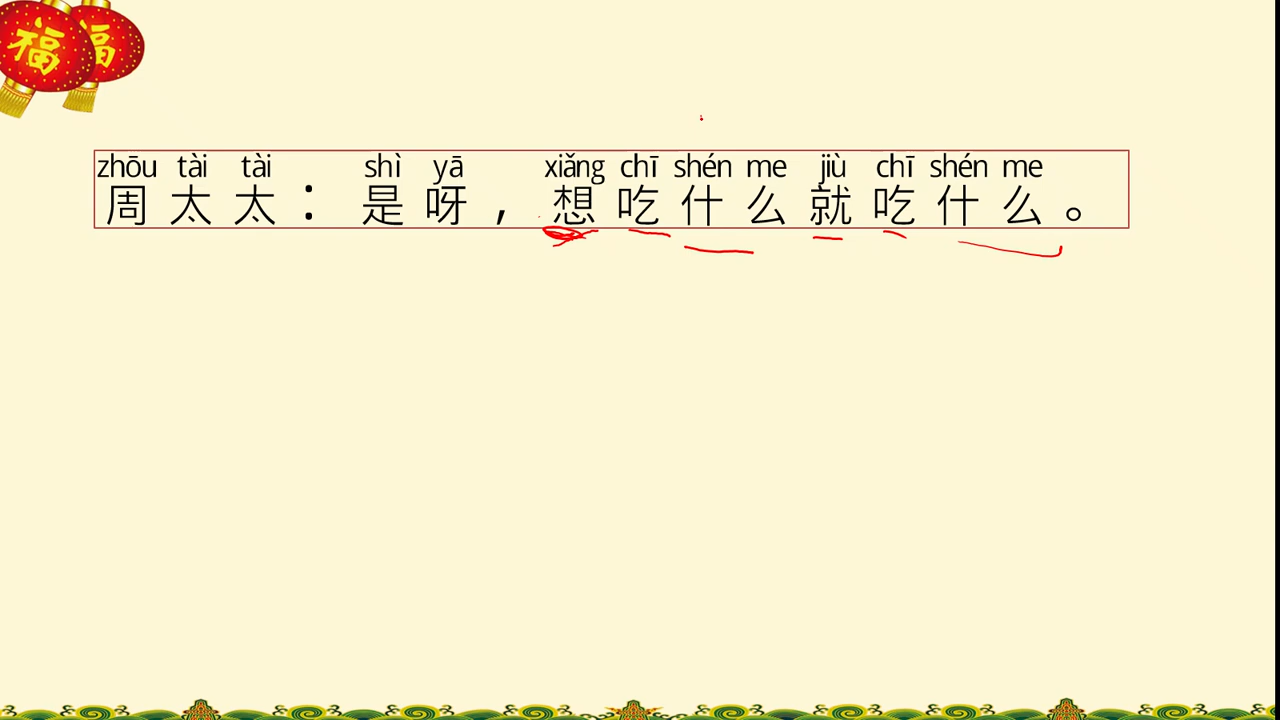 福 福
zhōu tài tài shì yā xiǎng chī shén me jiù chī shén me
周太太：是呀，想吃什么就吃什么。